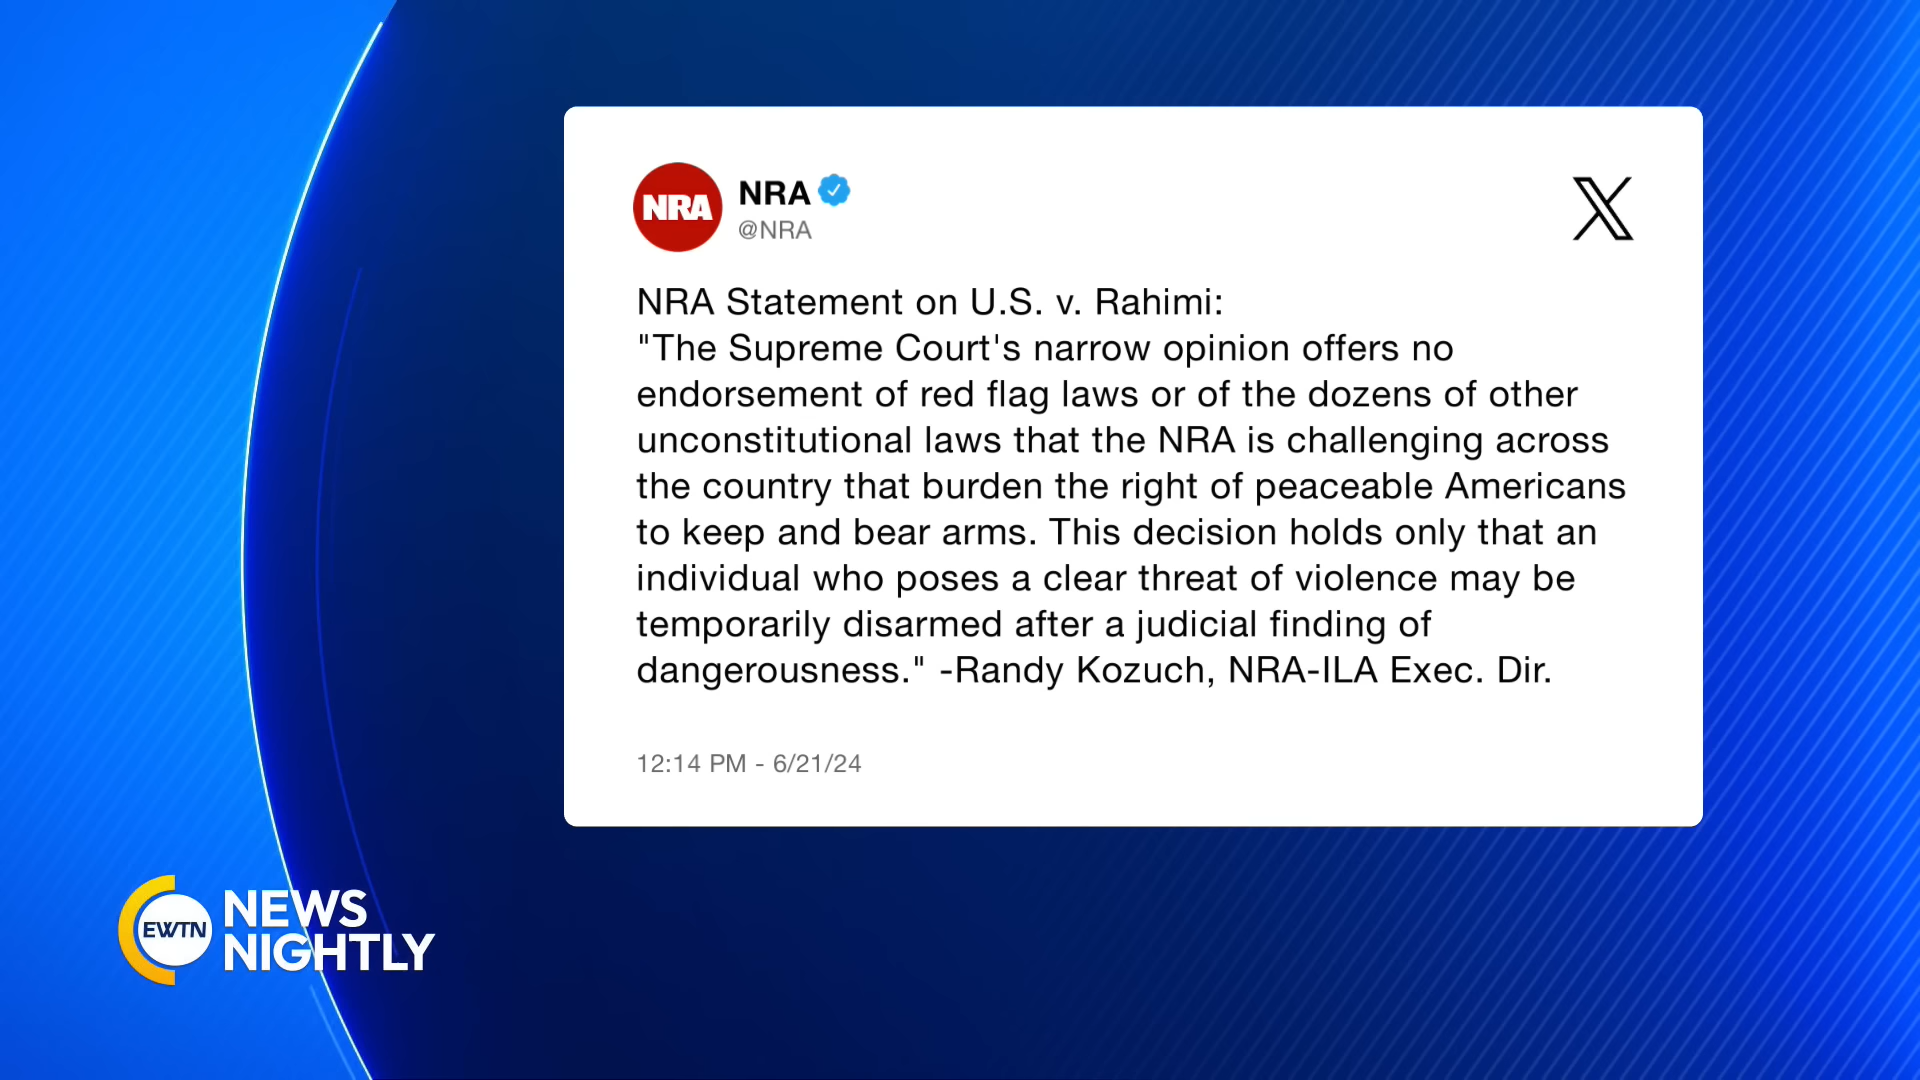 NRA
NRA
@NRA
NRA Statement on U.S. v. Rahimi:
"The Supreme Court's narrow opinion offers no
endorsement of red flag laws or of the dozens of other
unconstitutional laws that the NRA is challenging across
the country that burden the right of peaceable Americans
to keep and bear arms. This decision holds only that an
individual who poses a clear threat of violence may be
temporarily disarmed after a judicial finding of
dangerousness." -Randy Kozuch, NRA-ILA Exec. Dir.
12:14 PM - 6/21/24
EWTN
NEWS
NIGHTLY